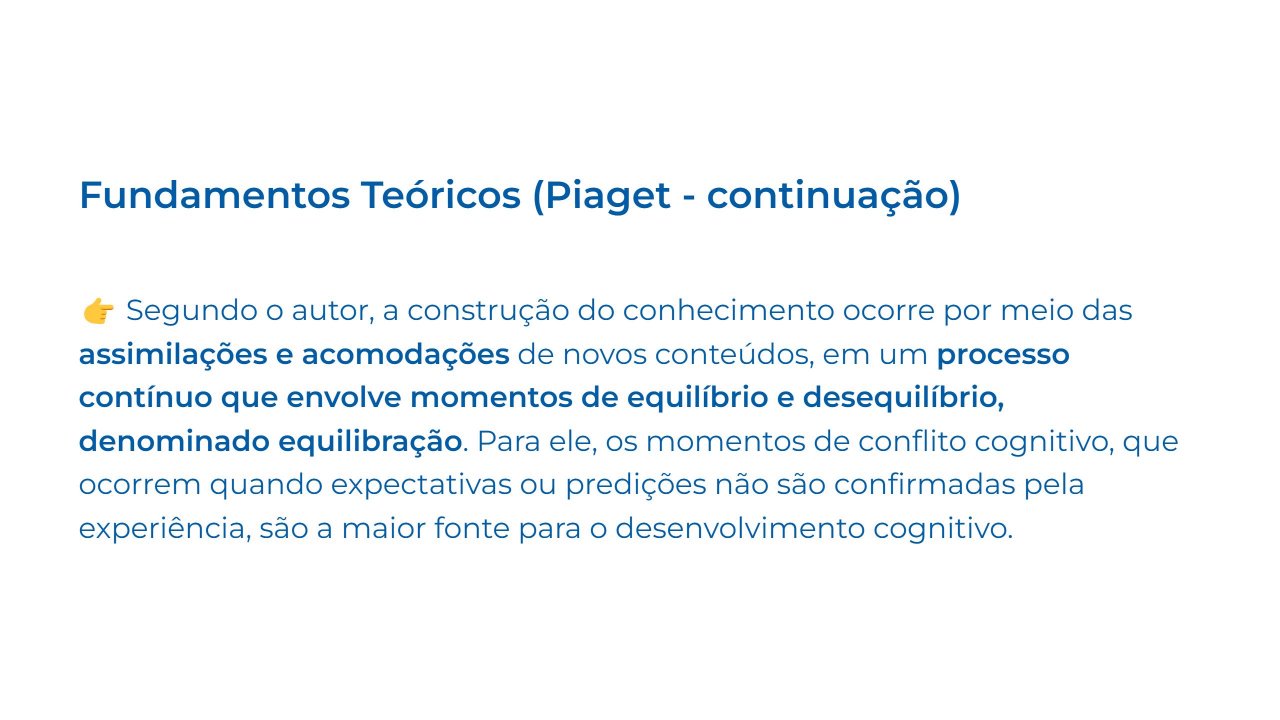 Fundamentos Teóricos (Piaget - continuação)
👉 Segundo o autor, a construção do conhecimento ocorre por meio das
assimilações e acomodações de novos conteúdos, em um processo
contínuo que envolve momentos de equilíbrio e desequilíbrio,
denominado equilibração. Para ele, os momentos de conflito cognitivo, que
ocorrem quando expectativas ou predições não são confirmadas pela
experiência, são a maior fonte para o desenvolvimento cognitivo.